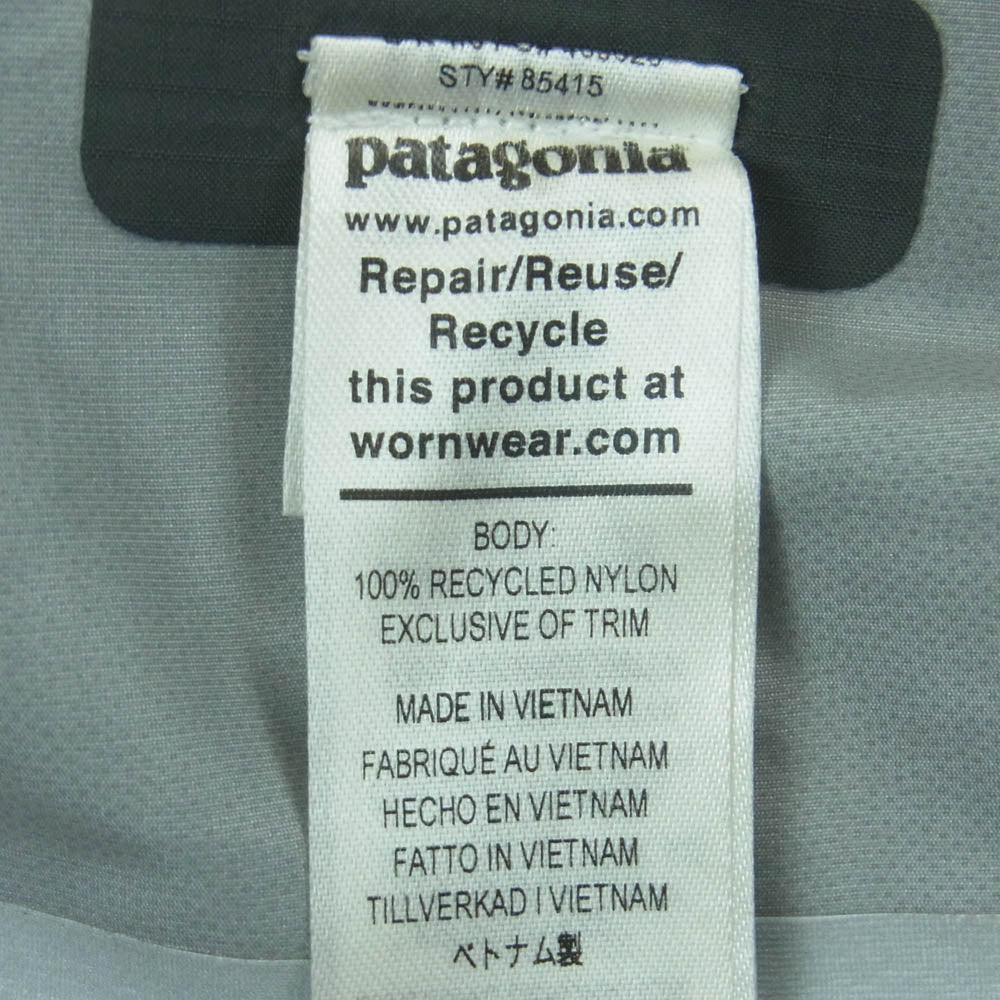 STY# 85415
patagonia
www.patagonia.com
Repair/Reuse/
Recycle
this product at
wornwear.com
BODY:
100% RECYCLED NYLON
EXCLUSIVE OF TRIM
MADE IN VIETNAM
FABRIQUÉ AU VIETNAM
HECHO EN VIETNAM
FATTO IN VIETNAM
TILLVERKAD I VIETNAM
ベトナム製